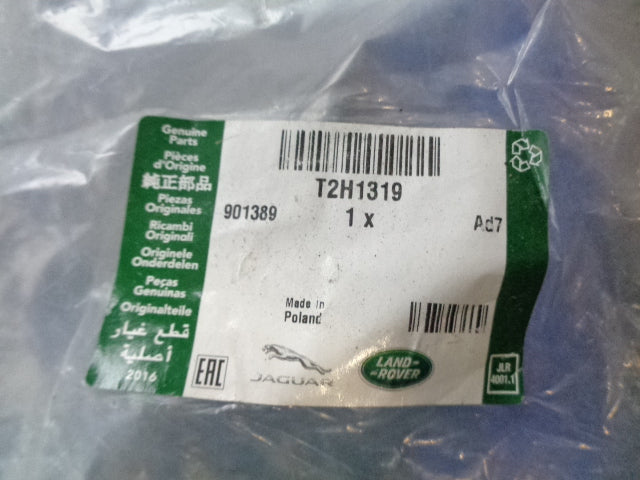 Genuine
Parts
Pièces
d'Origine
純正部品
Piezas
Originales
Ricambi
Originali
Originele
Onderdelen
Peças
Genuinas
Originalteile
قطع غيار
أصلية
2016
T2H1319
901389
1 x
Ad7
Made in
Poland
EAC
JAGUAR
LAND-
-ROVER
JLR
4001.1